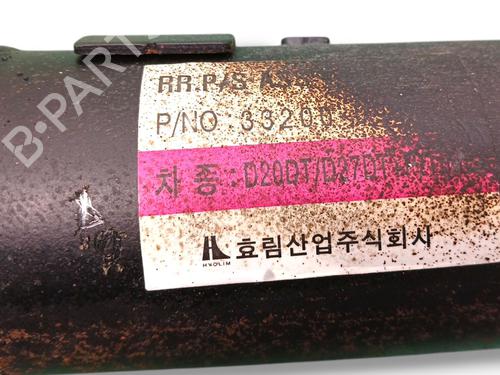 RR.P/S
P/NO : 33200
차 종 : D20DT/D27DT
HYOLIM
효림산업주식회사
B-PARTS